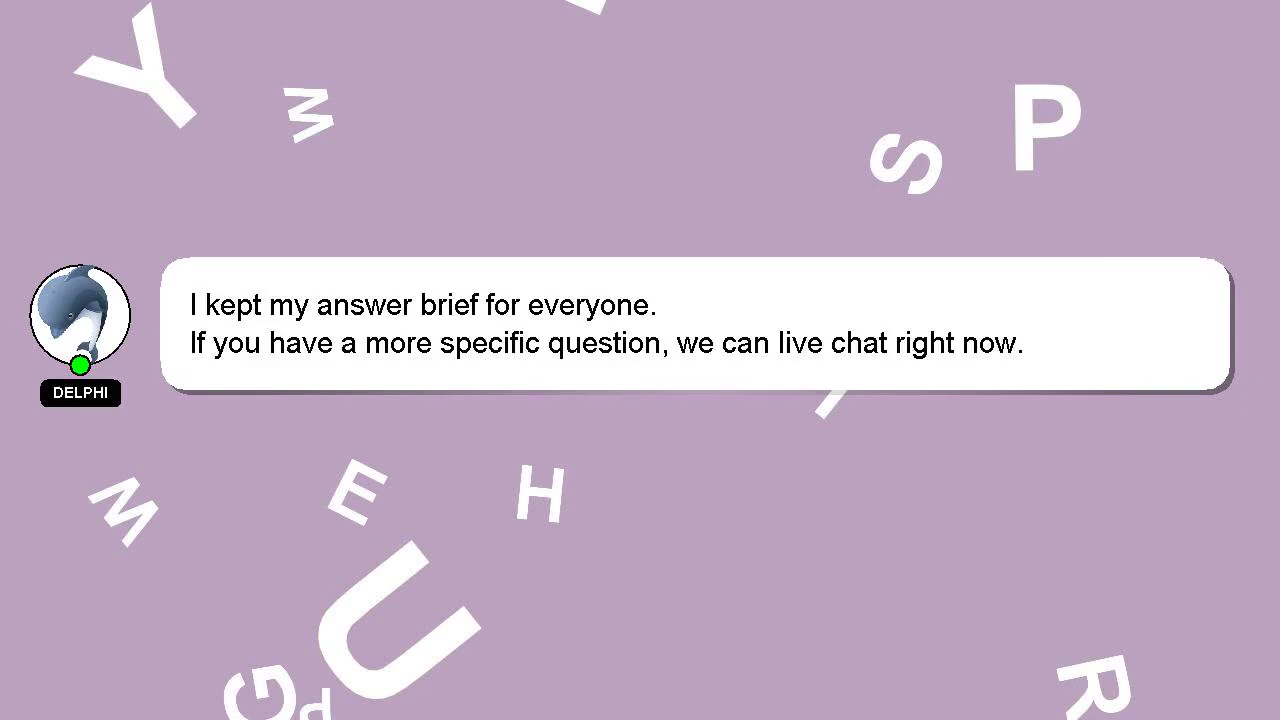 Y
W
S
P
I kept my answer brief for everyone.
If you have a more specific question, we can live chat right now.
DELPHI
W
E
H
U
G
R